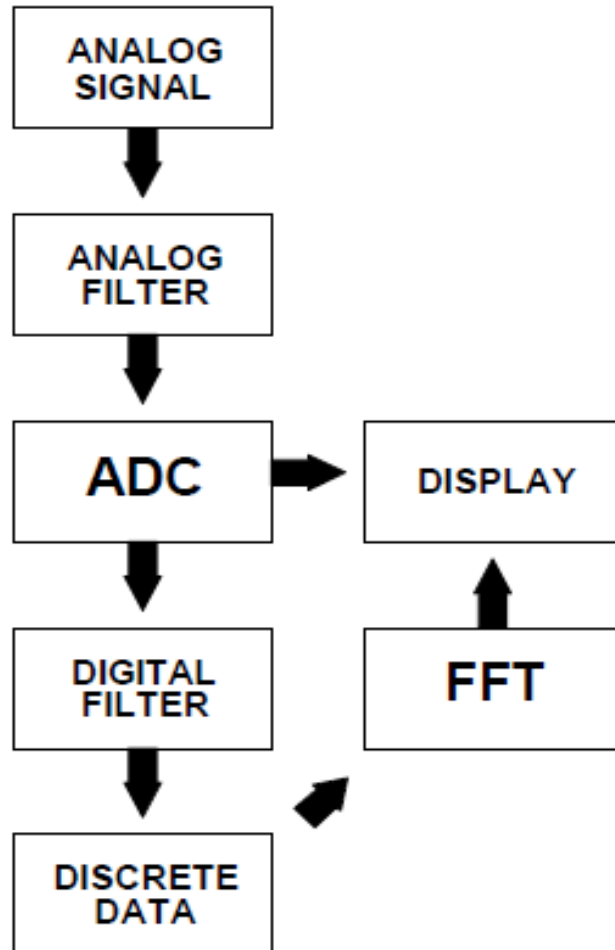 ANALOG
SIGNAL
ANALOG
FILTER
ADC
DISPLAY
DIGITAL
FILTER
FFT
DISCRETE
DATA